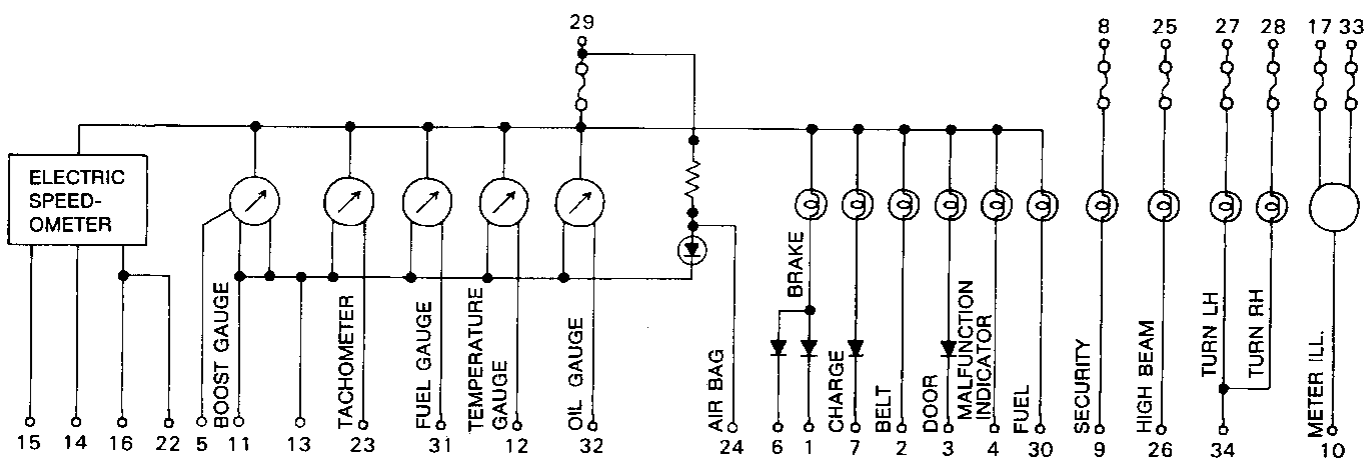 29
8 25 27 28 17 33
ELECTRIC
SPEED-
OMETER
BOOST GAUGE
TACHOMETER
FUEL GAUGE
TEMPERATURE
GAUGE
OIL GAUGE
AIR BAG
BRAKE
CHARGE
BELT
DOOR
MALFUNCTION
INDICATOR
FUEL
SECURITY
HIGH BEAM
TURN LH
TURN RH
METER ILL.
15 14 16 22 5 11 13 23 31 12 32 24 6 1 7 2 3 4 30 9 26 34 10